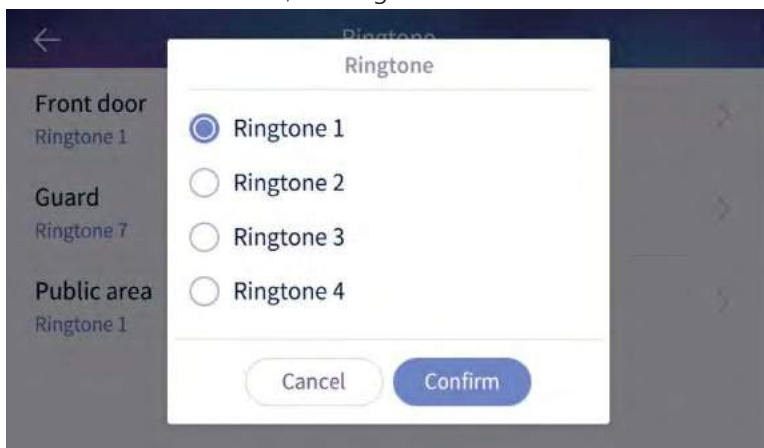 Ringtone
Ringtone
Front door
Ringtone 1
Guard
Ringtone 7
Public area
Ringtone 1
Ringtone 1
Ringtone 2
Ringtone 3
Ringtone 4
Cancel
Confirm